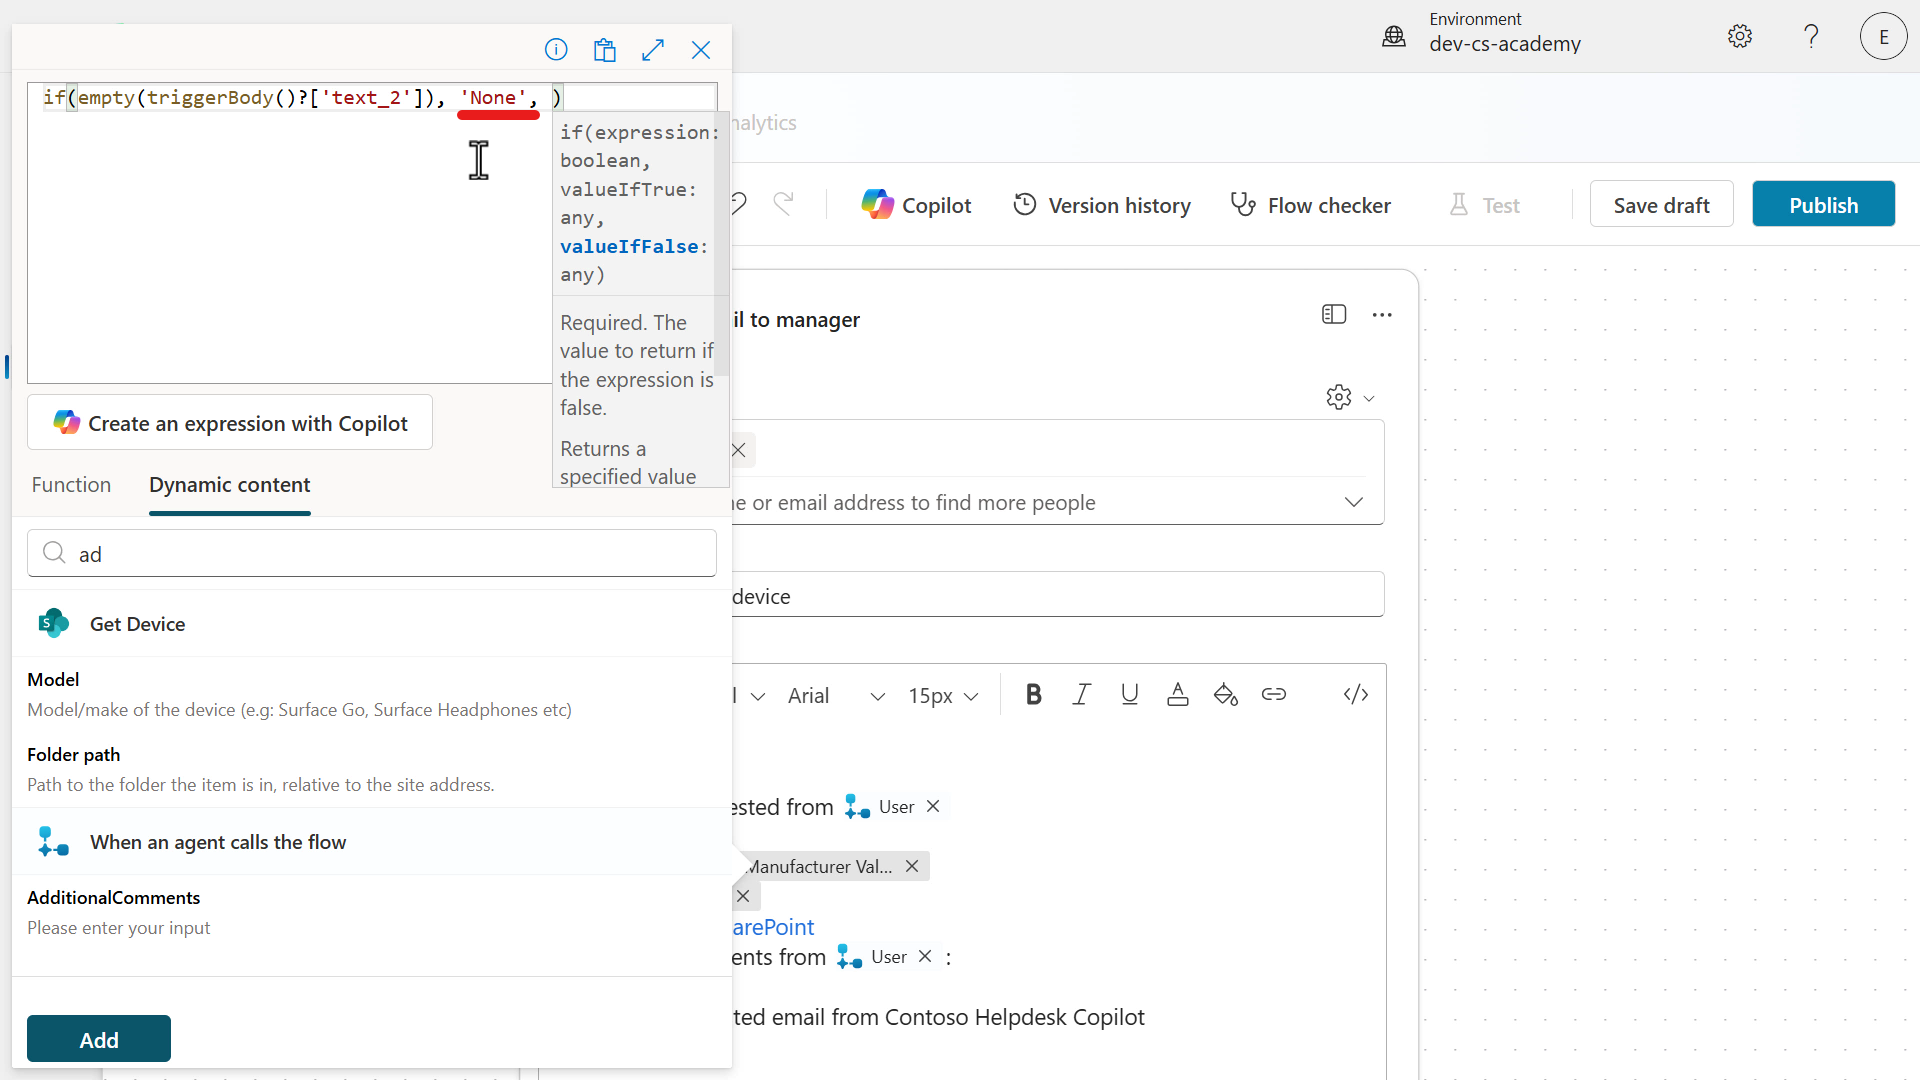 Environment
dev-cs-academy
E
if(empty(triggerBody()?['text_2']), 'None', )
if(expression:
boolean,
valueIfTrue:
any,
valueIfFalse:
any)
Required. The
value to return if
the expression is
false.
Returns a
specified value
nalytics
Copilot
Version history
Flow checker
Test
Save draft
Publish
il to manager
Create an expression with Copilot
Function
Dynamic content
ne or email address to find more people
ad
device
Get Device
Model
Model/make of the device (e.g: Surface Go, Surface Headphones etc)
Arial
15px
Folder path
Path to the folder the item is in, relative to the site address.
ested from User
When an agent calls the flow
Manufacturer Val...
AdditionalComments
Please enter your input
arePoint
ents from User :
ted email from Contoso Helpdesk Copilot
Add